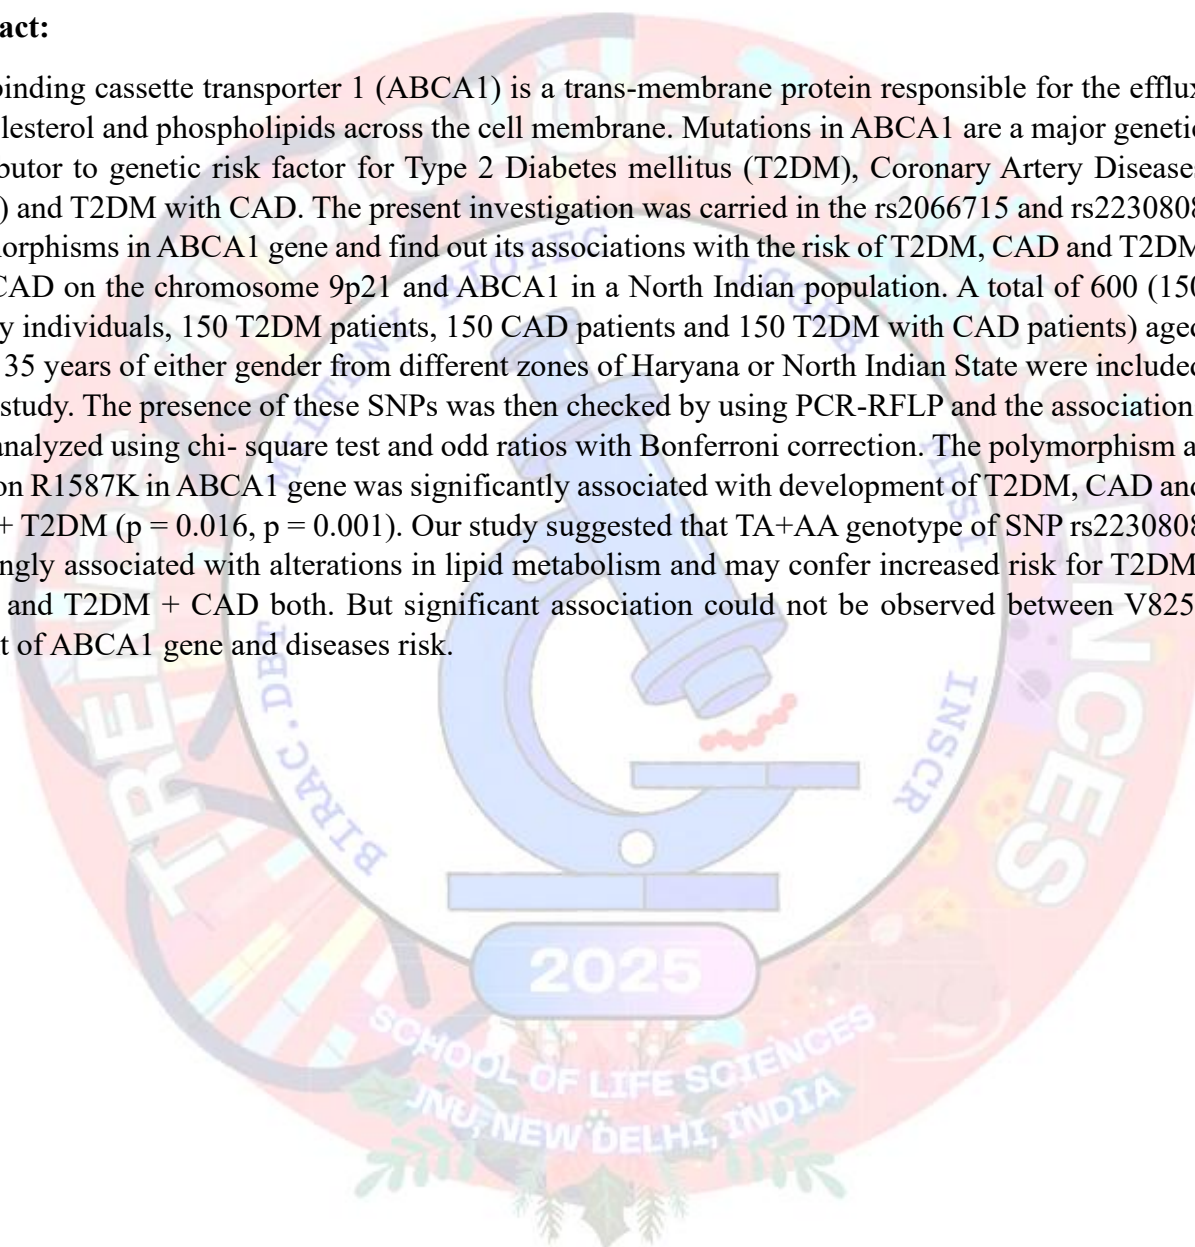 act:
inding cassette transporter 1 (ABCA1) is a trans-membrane protein responsible for the efflux
lesterol and phospholipids across the cell membrane. Mutations in ABCA1 are a major genetic
butor to genetic risk factor for Type 2 Diabetes mellitus (T2DM), Coronary Artery Diseases
) and T2DM with CAD. The present investigation was carried in the rs2066715 and rs2230808
morphisms in ABCA1 gene and find out its associations with the risk of T2DM, CAD and T2DM
CAD on the chromosome 9p21 and ABCA1 in a North Indian population. A total of 600 (150
y individuals, 150 T2DM patients, 150 CAD patients and 150 T2DM with CAD patients) aged
35 years of either gender from different zones of Haryana or North Indian State were included
study. The presence of these SNPs was then checked by using PCR-RFLP and the association
analyzed using chi- square test and odd ratios with Bonferroni correction. The polymorphism a
on R1587K in ABCA1 gene was significantly associated with development of T2DM, CAD and
+ T2DM (p = 0.016, p = 0.001). Our study suggested that TA+AA genotype of SNP rs2230808
ngly associated with alterations in lipid metabolism and may confer increased risk for T2DM,
and T2DM + CAD both. But significant association could not be observed between V825I
t of ABCA1 gene and diseases risk.
BIRAC. DBT
INSCR
SCIENCES
2025
SCHOOL OF LIFE SCIENCES
JNU, NEW DELHI, INDIA